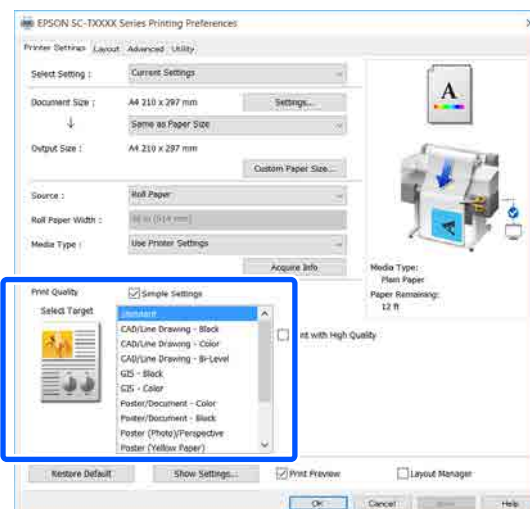 EPSON SC-TXXXX Series Printing Preferences
Printer Settings Layout Advanced Utility
Select Setting : Current Settings
Document Size : A4 210 x 297 mm Settings...
Same as Paper Size
Output Size : A4 210 x 297 mm
Custom Paper Size...
Source : Roll Paper
Roll Paper Width :
Media Type : Use Printer Settings
Acquire Info
A
Media Type:
Plain Paper
Paper Remaining:
12 ft
Print Quality Simple Settings
Select Target
Standard
CAD/Line Drawing - Black
CAD/Line Drawing - Color
CAD/Line Drawing - Bi-Level
GIS - Black
GIS - Color
Poster/Document - Color
Poster/Document - Black
Poster (Photo)/Perspective
Poster (Yellow Paper)
nt with High Quality
Restore Default Show Settings... Print Preview Layout Manager
OK Cancel Help